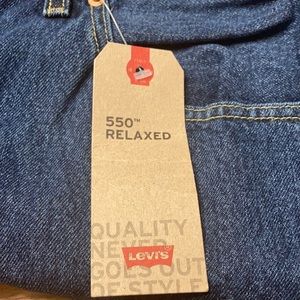 550™
RELAXED
QUALITY
NEVER
Levi's
GOES OUT
OF STYLE